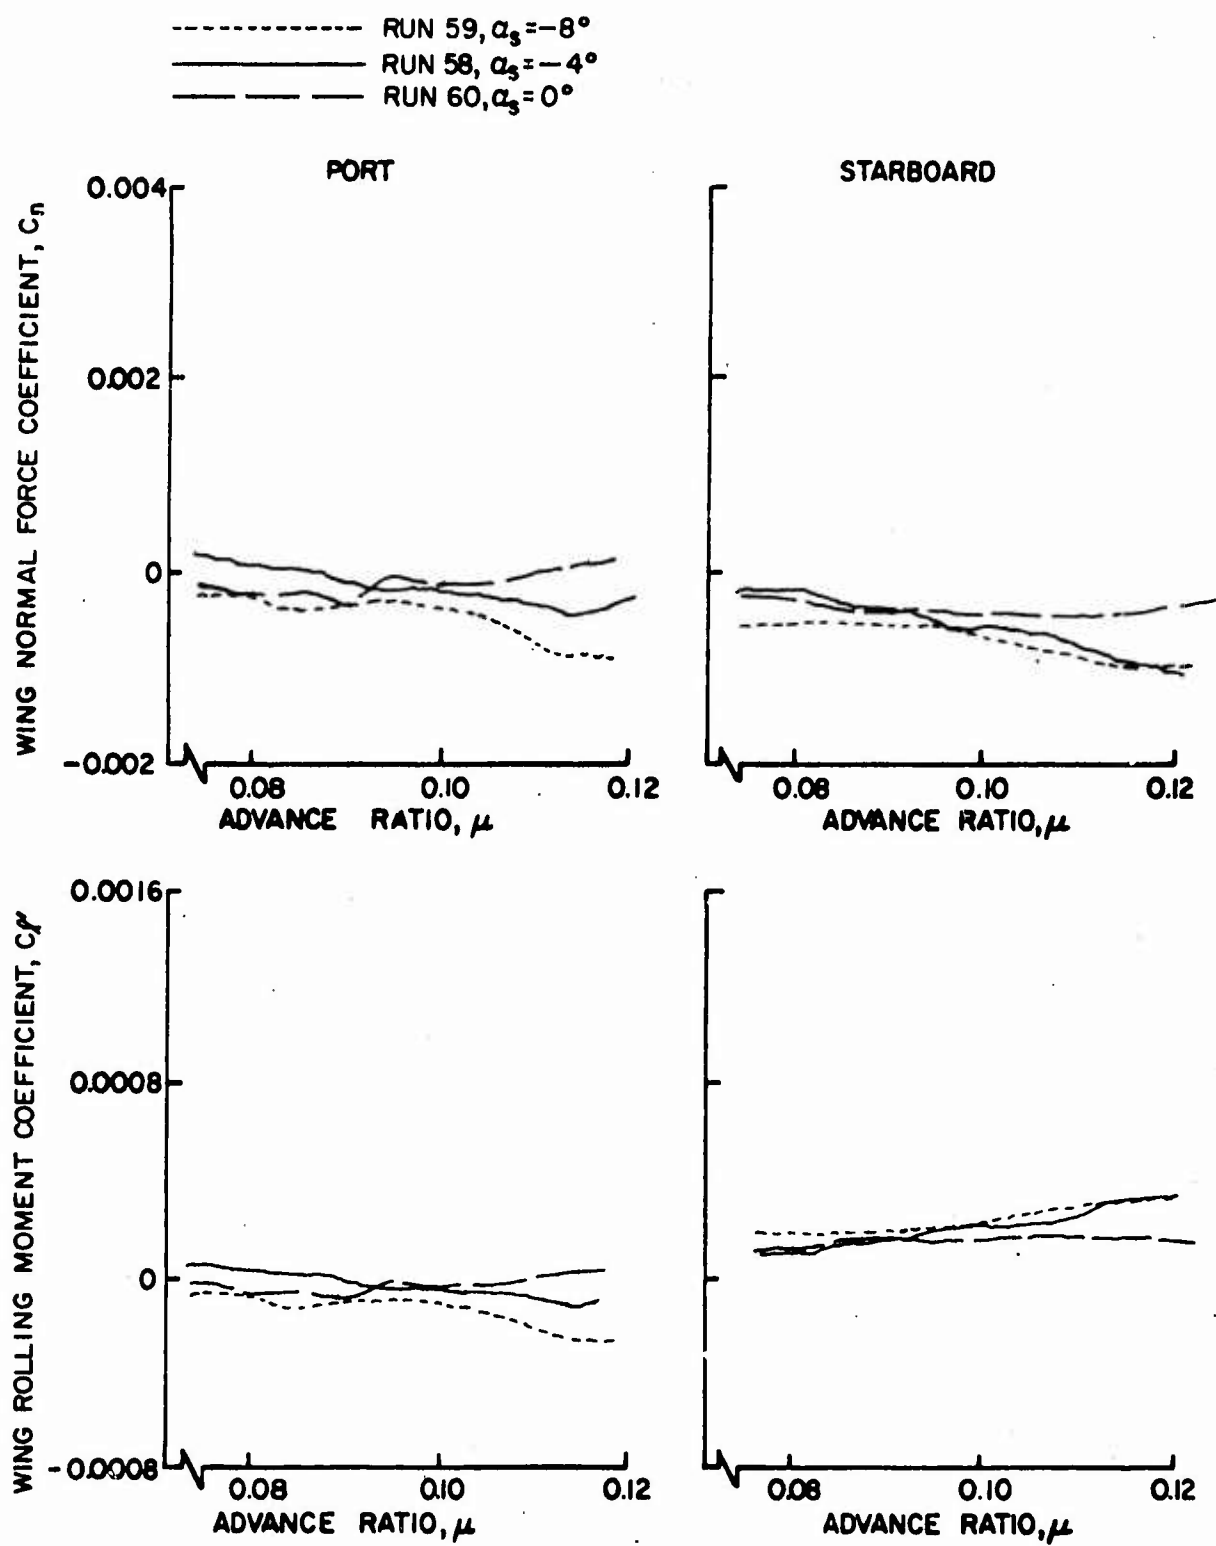 RUN 59, αs=-8°
RUN 58, αs=-4°
RUN 60, αs=0°
PORT
STARBOARD
WING NORMAL FORCE COEFFICIENT, Cn
0.004
0.002
0
-0.002
0.08 0.10 0.12
ADVANCE RATIO, μ
0.08 0.10 0.12
ADVANCE RATIO, μ
WING ROLLING MOMENT COEFFICIENT, Cℓ
0.0016
0.0008
0
-0.0008
0.08 0.10 0.12
ADVANCE RATIO, μ
0.08 0.10 0.12
ADVANCE RATIO, μ